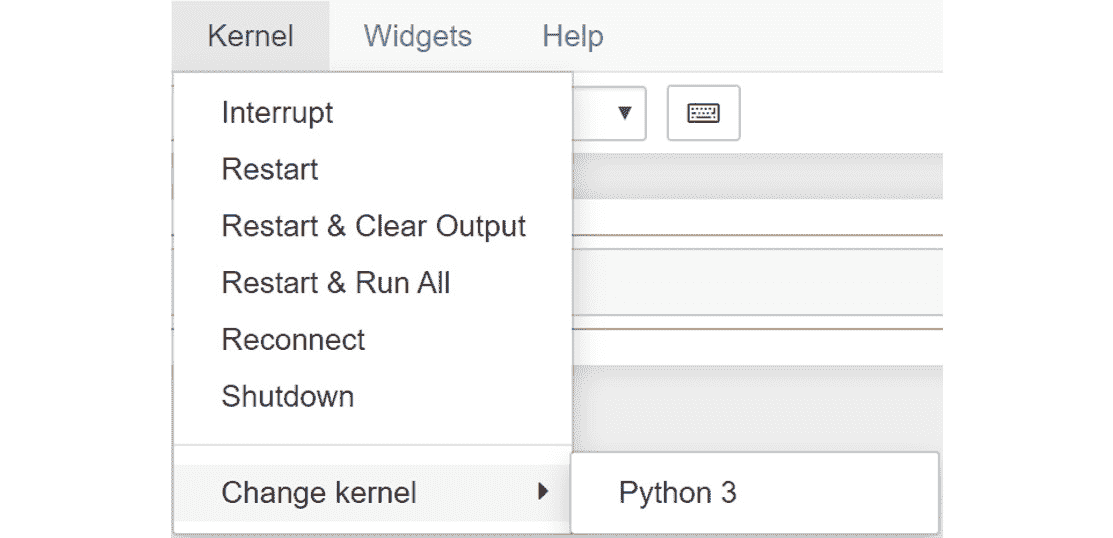 Kernel Widgets Help
Interrupt
Restart
Restart & Clear Output
Restart & Run All
Reconnect
Shutdown
Change kernel
Python 3